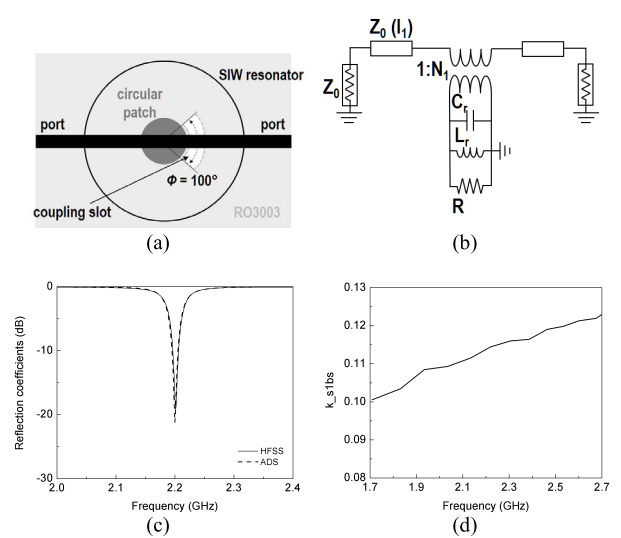 SIW resonator
circular
patch
port
port
Φ = 100°
coupling slot
RO3003
(a)
Z₀ (l₁)
1:N₁
Z₀
Cᵣ
Lᵣ
R
(b)
0
-10
-20
-30
2.0 2.1 2.2 2.3 2.4
Reflection coefficients (dB)
HFSS
ADS
Frequency (GHz)
(c)
0.13
0.12
0.11
0.10
0.09
0.08
1.7 1.9 2.1 2.3 2.5 2.7
k_s1bs
Frequency (GHz)
(d)